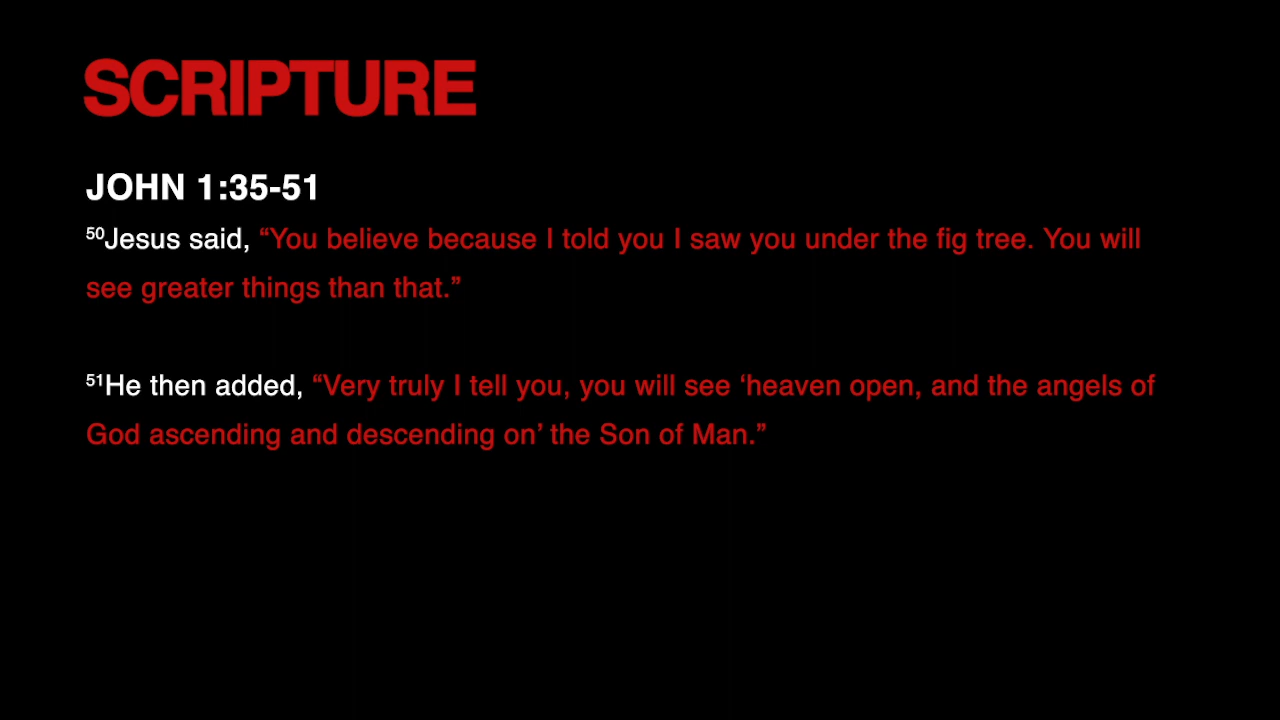 SCRIPTURE
JOHN 1:35-51
⁵⁰Jesus said, “You believe because I told you I saw you under the fig tree. You will
see greater things than that.”
⁵¹He then added, “Very truly I tell you, you will see ‘heaven open, and the angels of
God ascending and descending on’ the Son of Man.”